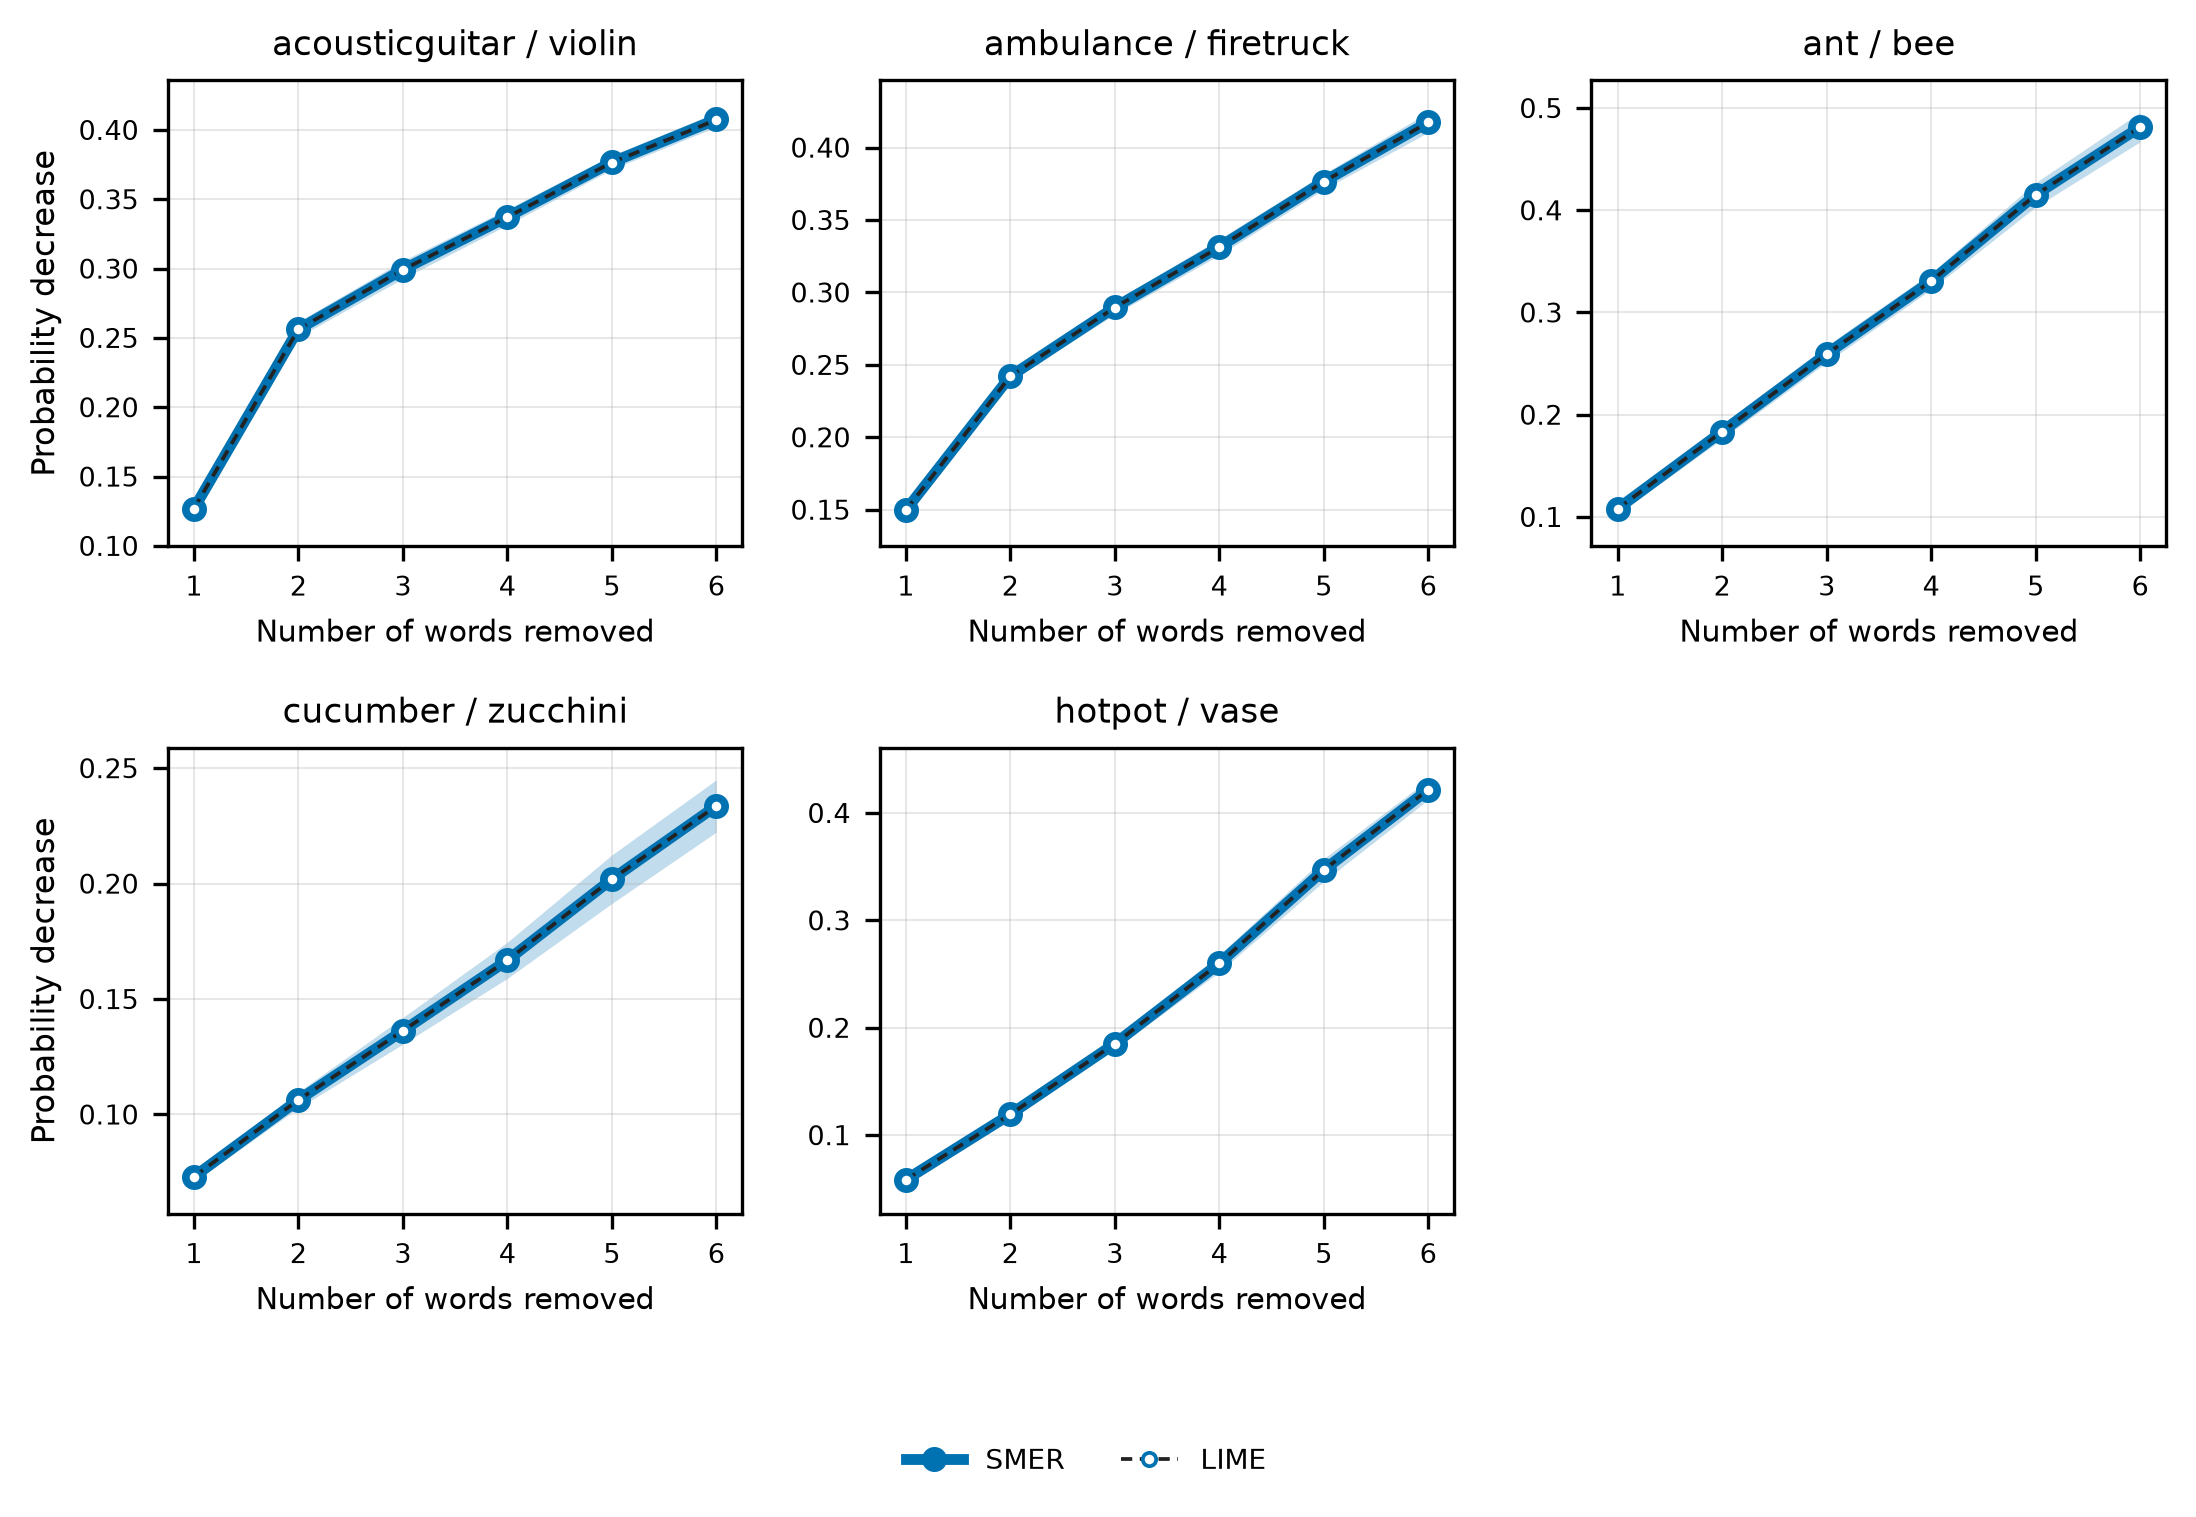 acousticguitar / violin
ambulance / firetruck
ant / bee
Probability decrease
0.40
0.35
0.30
0.25
0.20
0.15
0.10
1 2 3 4 5 6
Number of words removed
0.40
0.35
0.30
0.25
0.20
0.15
1 2 3 4 5 6
Number of words removed
0.5
0.4
0.3
0.2
0.1
1 2 3 4 5 6
Number of words removed
cucumber / zucchini
hotpot / vase
Probability decrease
0.25
0.20
0.15
0.10
1 2 3 4 5 6
Number of words removed
0.4
0.3
0.2
0.1
1 2 3 4 5 6
Number of words removed
SMER LIME